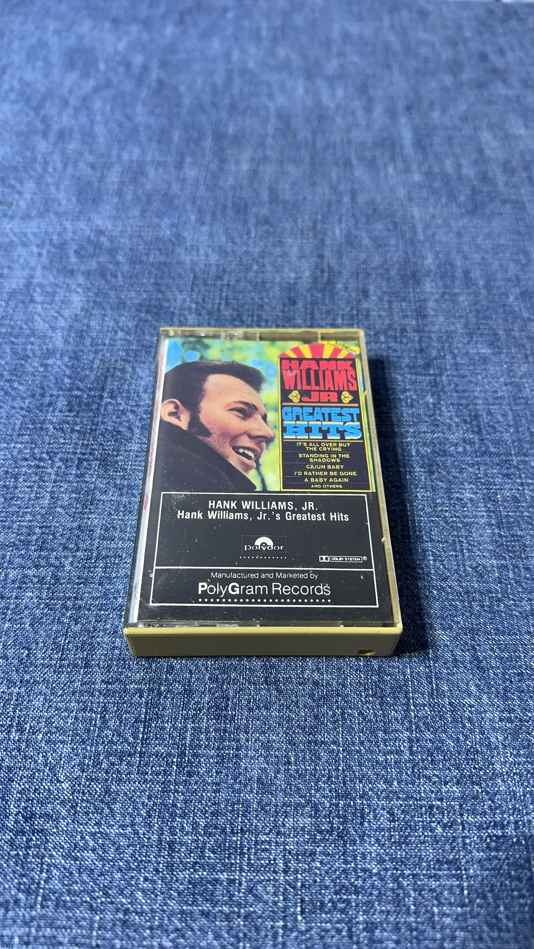 HANK
WILLIAMS
JR
GREATEST
HITS
IT'S ALL OVER BUT
THE CRYING
STANDING IN THE
SHADOWS
CAJUN BABY
I'D RATHER BE GONE
A BABY AGAIN
AND OTHERS
HANK WILLIAMS, JR.
Hank Williams, Jr.'s Greatest Hits
polydor
DOLBY SYSTEM®
Manufactured and Marketed by
PolyGram Records